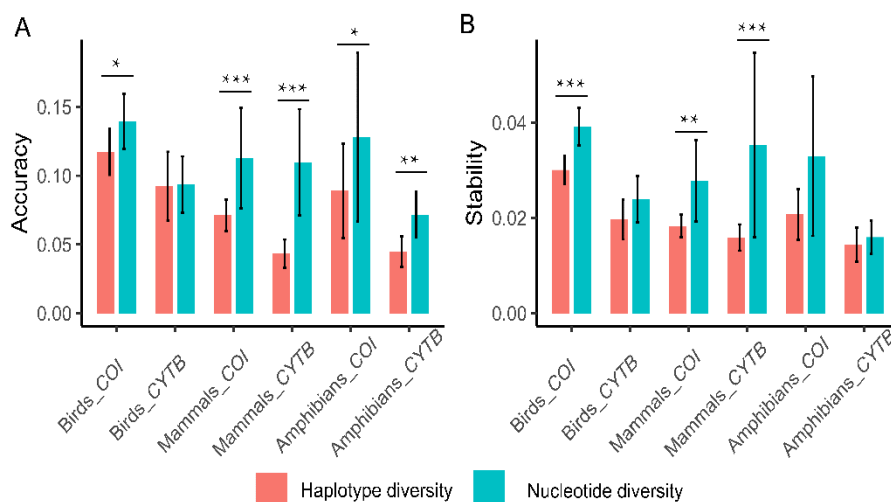 A
Accuracy
0.15
0.10
0.05
0.00
*
***
***
*
**
Birds_COI
Birds_CYTB
Mammals_COI
Mammals_CYTB
Amphibians_COI
Amphibians_CYTB
B
Stability
0.04
0.02
0.00
***
**
***
Birds_COI
Birds_CYTB
Mammals_COI
Mammals_CYTB
Amphibians_COI
Amphibians_CYTB
Haplotype diversity
Nucleotide diversity